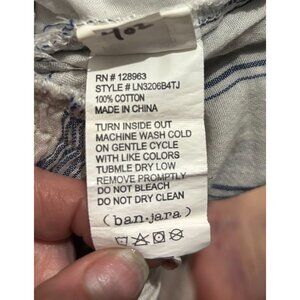 RN # 128963
STYLE # LN3206B4TJ
100% COTTON
MADE IN CHINA
TURN INSIDE OUT
MACHINE WASH COLD
ON GENTLE CYCLE
WITH LIKE COLORS
TUBMLE DRY LOW
REMOVE PROMPTLY
DO NOT BLEACH
DO NOT DRY CLEAN
(ban·jara)